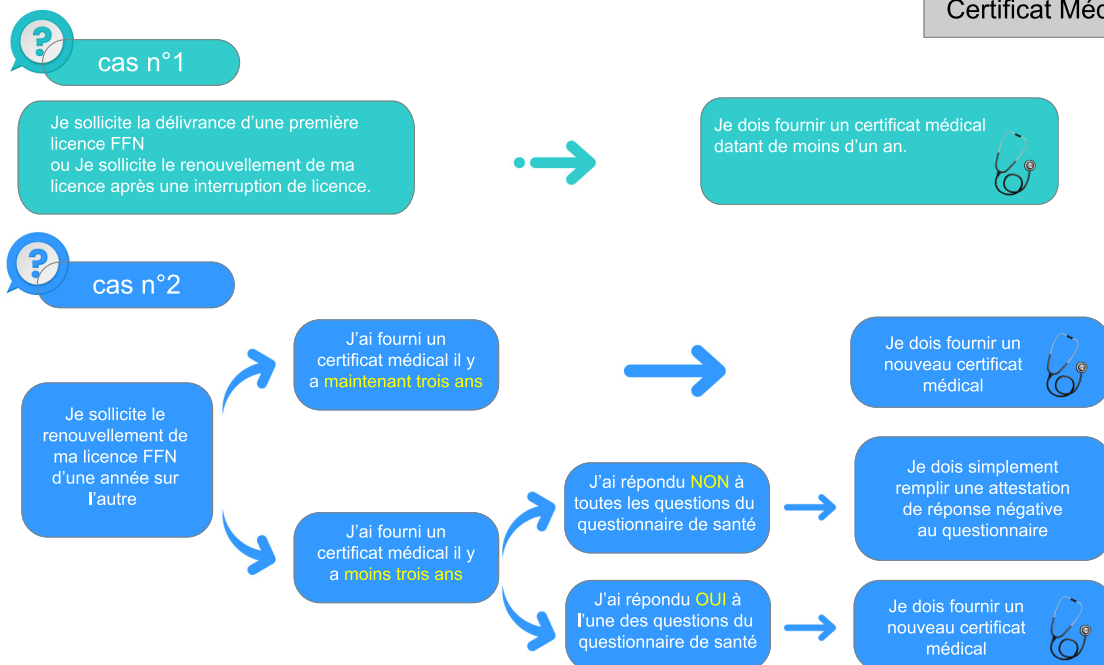 Certificat Méd
?
cas n°1
Je sollicite la délivrance d'une première
licence FFN
ou Je sollicite le renouvellement de ma
licence après une interruption de licence.
Je dois fournir un certificat médical
datant de moins d'un an.
?
cas n°2
Je sollicite le
renouvellement de
ma licence FFN
d'une année sur
l'autre
J'ai fourni un
certificat médical il y
a maintenant trois ans
Je dois fournir un
nouveau certificat
médical
J'ai fourni un
certificat médical il y
a moins trois ans
J'ai répondu NON à
toutes les questions du
questionnaire de santé
Je dois simplement
remplir une attestation
de réponse négative
au questionnaire
J'ai répondu OUI à
l'une des questions du
questionnaire de santé
Je dois fournir un
nouveau certificat
médical